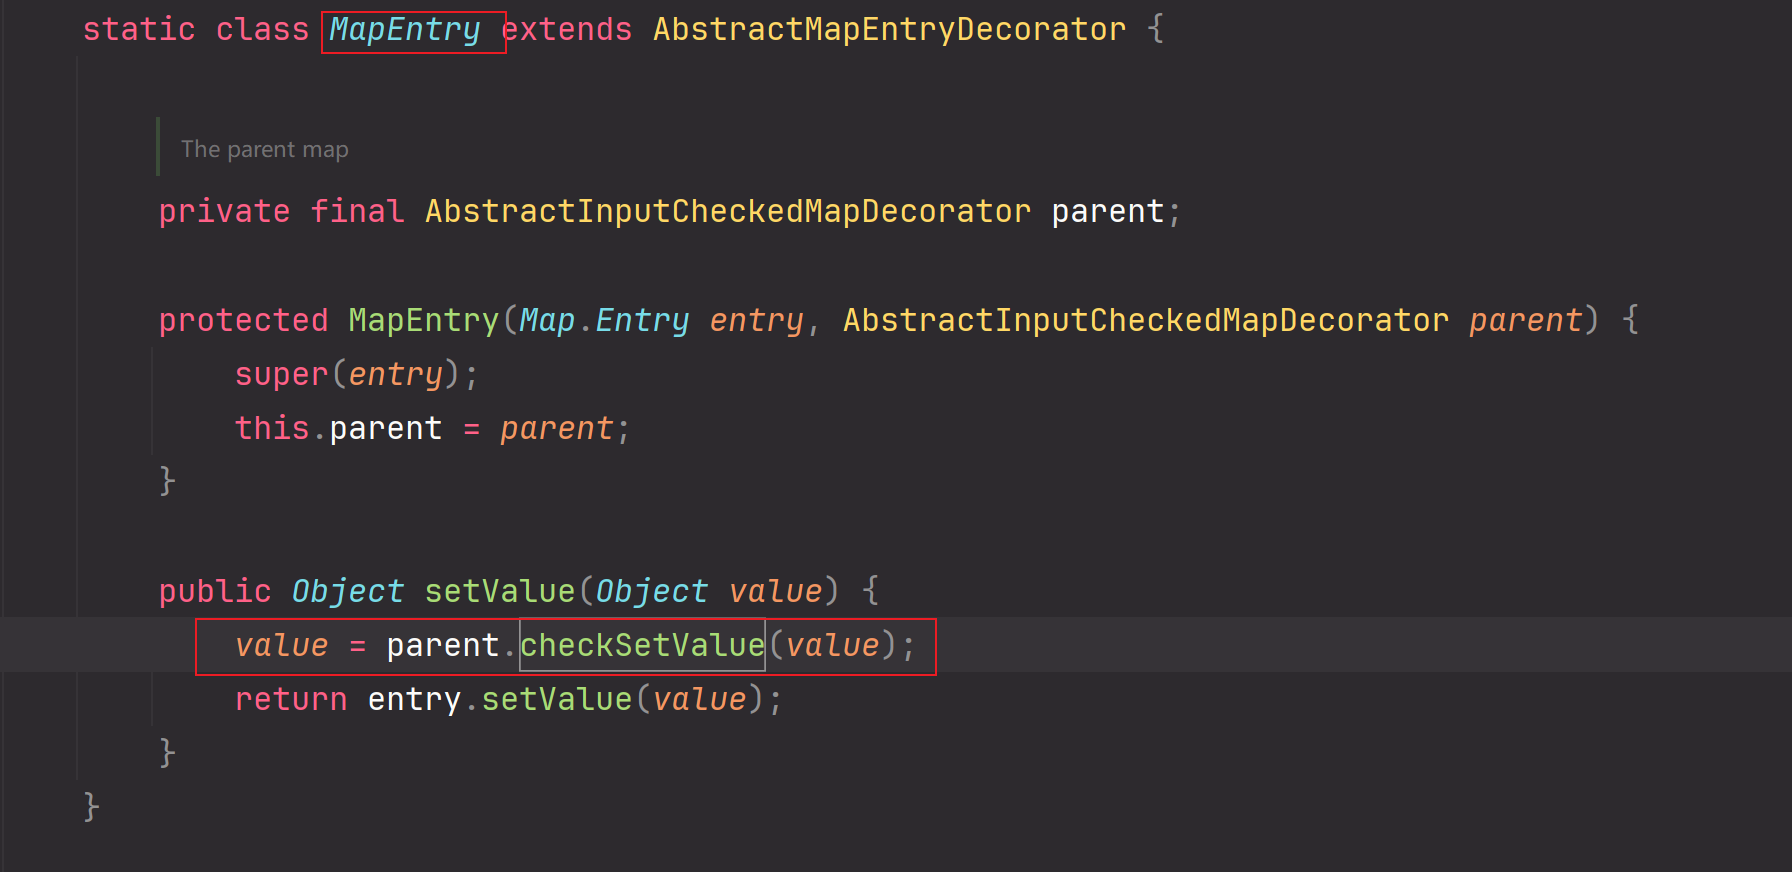 static class MapEntry extends AbstractMapEntryDecorator {
The parent map
private final AbstractInputCheckedMapDecorator parent;
protected MapEntry(Map.Entry entry, AbstractInputCheckedMapDecorator parent) {
super(entry);
this.parent = parent;
}
public Object setValue(Object value) {
value = parent.checkSetValue(value);
return entry.setValue(value);
}
}